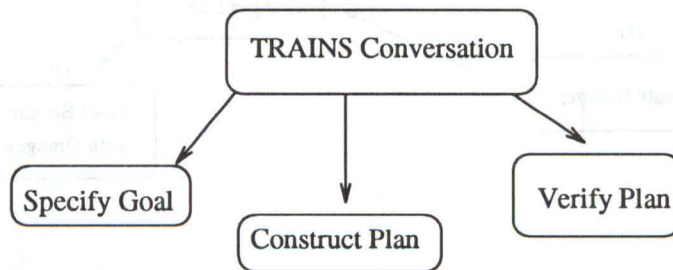 TRAINS Conversation
Specify Goal
Verify Plan
Construct Plan